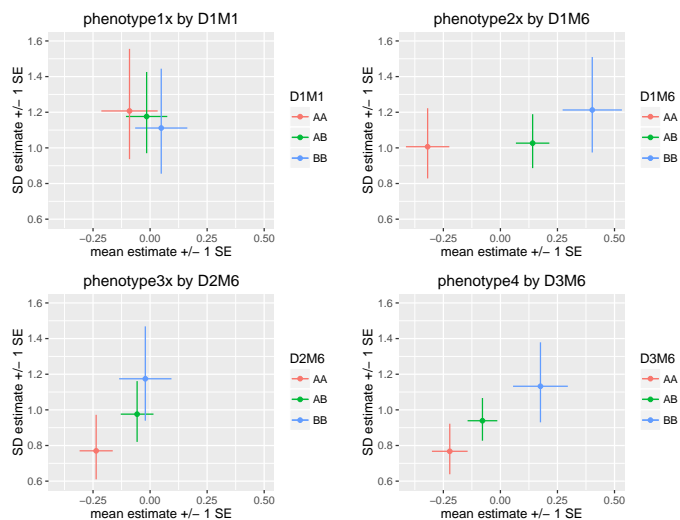 phenotype1x by D1M1
SD estimate +/− 1 SE
1.6
1.4
1.2
1.0
0.8
0.6
−0.25
0.00
0.25
0.50
mean estimate +/− 1 SE
D1M1
AA
AB
BB
phenotype2x by D1M6
SD estimate +/− 1 SE
1.6
1.4
1.2
1.0
0.8
0.6
−0.25
0.00
0.25
0.50
mean estimate +/− 1 SE
D1M6
AA
AB
BB
phenotype3x by D2M6
SD estimate +/− 1 SE
1.6
1.4
1.2
1.0
0.8
0.6
−0.25
0.00
0.25
0.50
mean estimate +/− 1 SE
D2M6
AA
AB
BB
phenotype4 by D3M6
SD estimate +/− 1 SE
1.6
1.4
1.2
1.0
0.8
0.6
−0.25
0.00
0.25
0.50
mean estimate +/− 1 SE
D3M6
AA
AB
BB